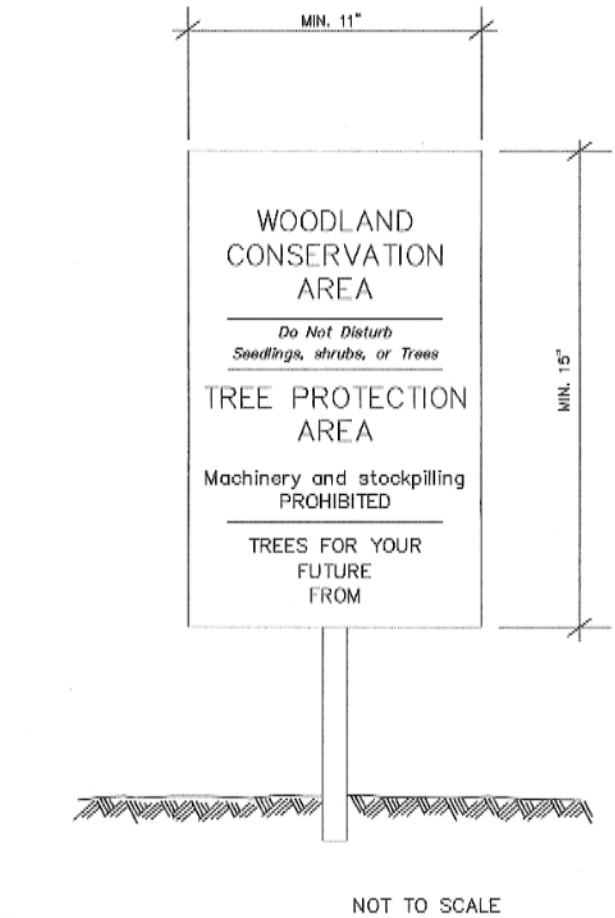 MIN. 11"
WOODLAND
CONSERVATION
AREA
Do Not Disturb
Seedlings, shrubs, or Trees
TREE PROTECTION
AREA
Machinery and stockpilling
PROHIBITED
TREES FOR YOUR
FUTURE
FROM
MIN. 15"
NOT TO SCALE